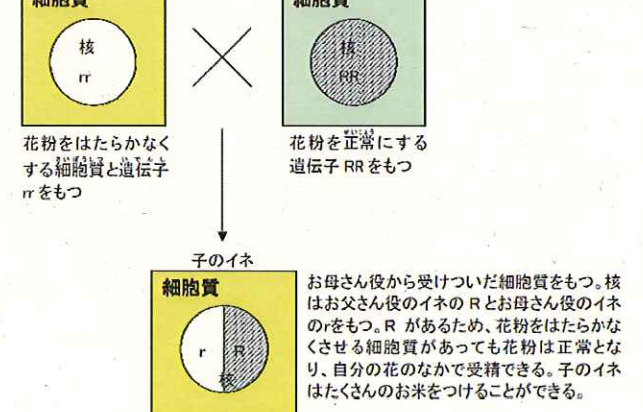 細胞質
細胞質
核
rr
核
RR
花粉をはたらかなく
する細胞質と遺伝子
rrをもつ
花粉を正常にする
遺伝子 RR をもつ
子のイネ
細胞質
r
R
核
お母さん役から受けついだ細胞質をもつ。核
はお父さん役のイネの R とお母さん役のイネ
のrをもつ。R があるため、花粉をはたらかな
くさせる細胞質があっても花粉は正常とな
り、自分の花のなかで受精できる。子のイネ
はたくさんのお米をつけることができる。